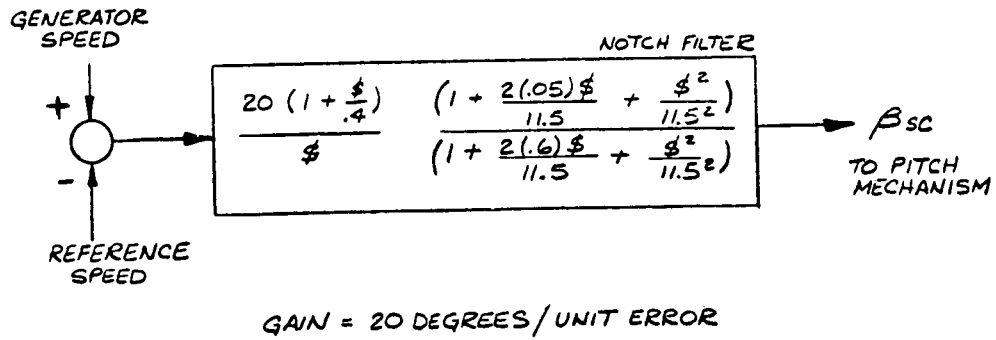 GENERATOR
SPEED
NOTCH FILTER
+
-
20 (1 + $/.4)
$
(1 + 2(.05)$/11.5 + $²/11.5²)
(1 + 2(.6)$/11.5 + $²/11.5²)
βSC
TO PITCH
MECHANISM
REFERENCE
SPEED
GAIN = 20 DEGREES/UNIT ERROR